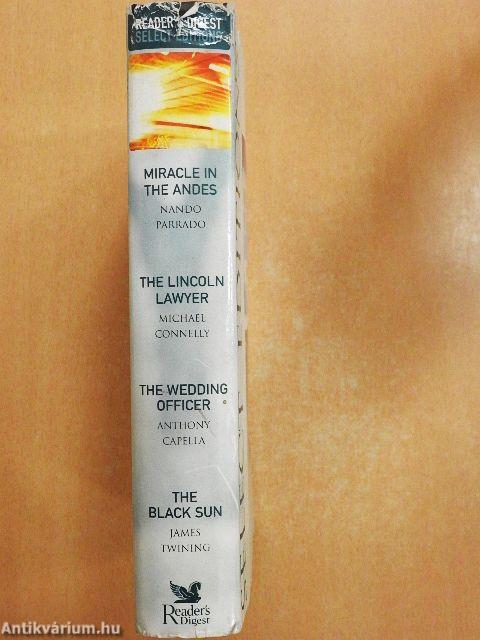 READER'S DIGEST
SELECT EDITIONS
MIRACLE IN
THE ANDES
NANDO
PARRADO
THE LINCOLN
LAWYER
MICHAEL
CONNELLY
THE WEDDING
OFFICER
ANTHONY
CAPELLA
THE
BLACK SUN
JAMES
TWINING
Reader's
Digest
Antikvárium.hu